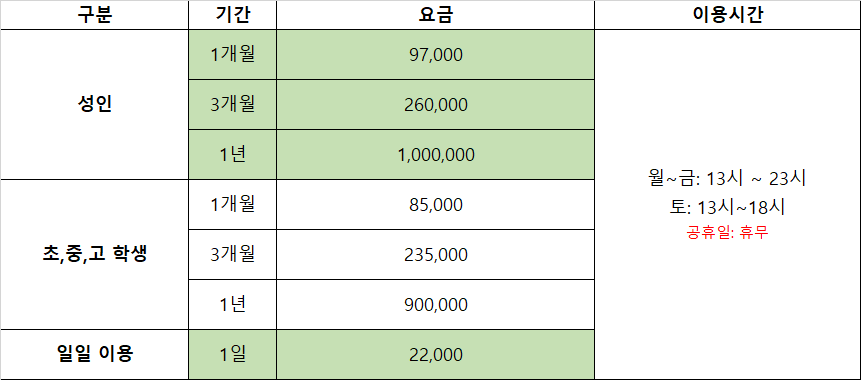 구분 기간 요금 이용시간
성인 1개월 97,000
3개월 260,000
1년 1,000,000
초,중,고 학생 1개월 85,000
3개월 235,000
1년 900,000
일일 이용 1일 22,000
월~금: 13시 ~ 23시
토: 13시~18시
공휴일: 휴무